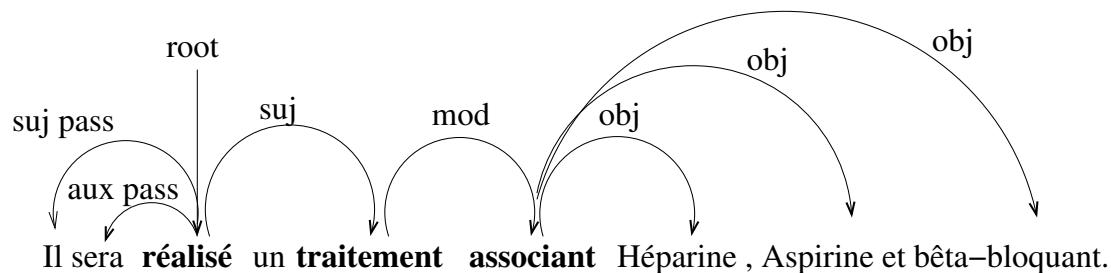 root
obj
obj
suj pass
suj
mod
obj
aux pass
Il sera réalisé un traitement associant Héparine , Aspirine et bêta−bloquant.